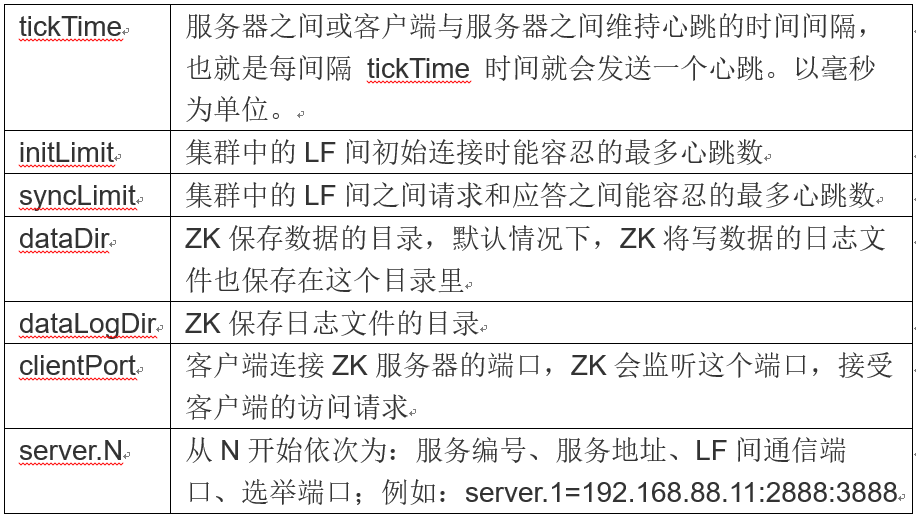 tickTime
服务器之间或客户端与服务器之间维持心跳的时间间隔，
也就是每间隔 tickTime 时间就会发送一个心跳。以毫秒
为单位。
initLimit
集群中的 LF 间初始连接时能容忍的最多心跳数
syncLimit
集群中的 LF 间之间请求和应答之间能容忍的最多心跳数
dataDir
ZK 保存数据的目录，默认情况下，ZK 将写数据的日志文
件也保存在这个目录里
dataLogDir
ZK 保存日志文件的目录
clientPort
客户端连接 ZK 服务器的端口，ZK 会监听这个端口，接受
客户端的访问请求
server.N
从 N 开始依次为：服务编号、服务地址、LF 间通信端
口、选举端口；例如：server.1=192.168.88.11:2888:3888